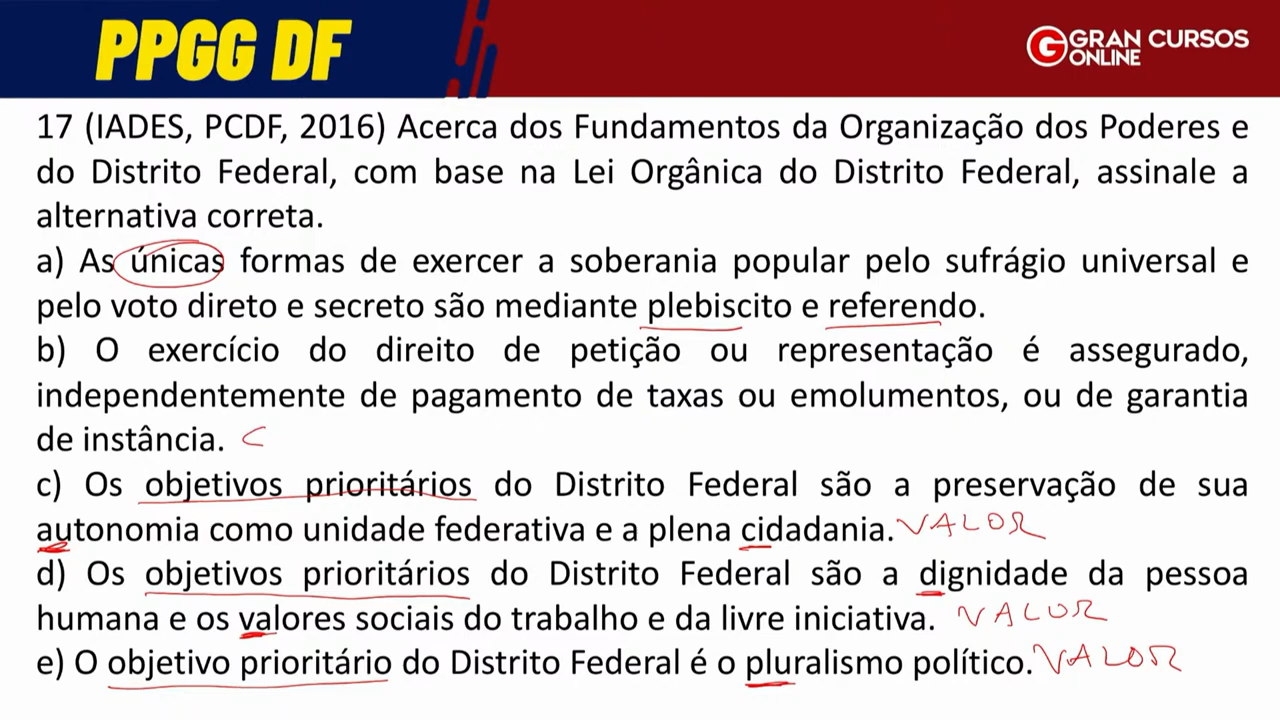 PPGG DF
GRAN CURSOS
ONLINE
17 (IADES, PCDF, 2016) Acerca dos Fundamentos da Organização dos Poderes e
do Distrito Federal, com base na Lei Orgânica do Distrito Federal, assinale a
alternativa correta.
a) As únicas formas de exercer a soberania popular pelo sufrágio universal e
pelo voto direto e secreto são mediante plebiscito e referendo.
b) O exercício do direito de petição ou representação é assegurado,
independentemente de pagamento de taxas ou emolumentos, ou de garantia
de instância. C
c) Os objetivos prioritários do Distrito Federal são a preservação de sua
autonomia como unidade federativa e a plena cidadania. VALOR
d) Os objetivos prioritários do Distrito Federal são a dignidade da pessoa
humana e os valores sociais do trabalho e da livre iniciativa. VALOR
e) O objetivo prioritário do Distrito Federal é o pluralismo político. VALOR